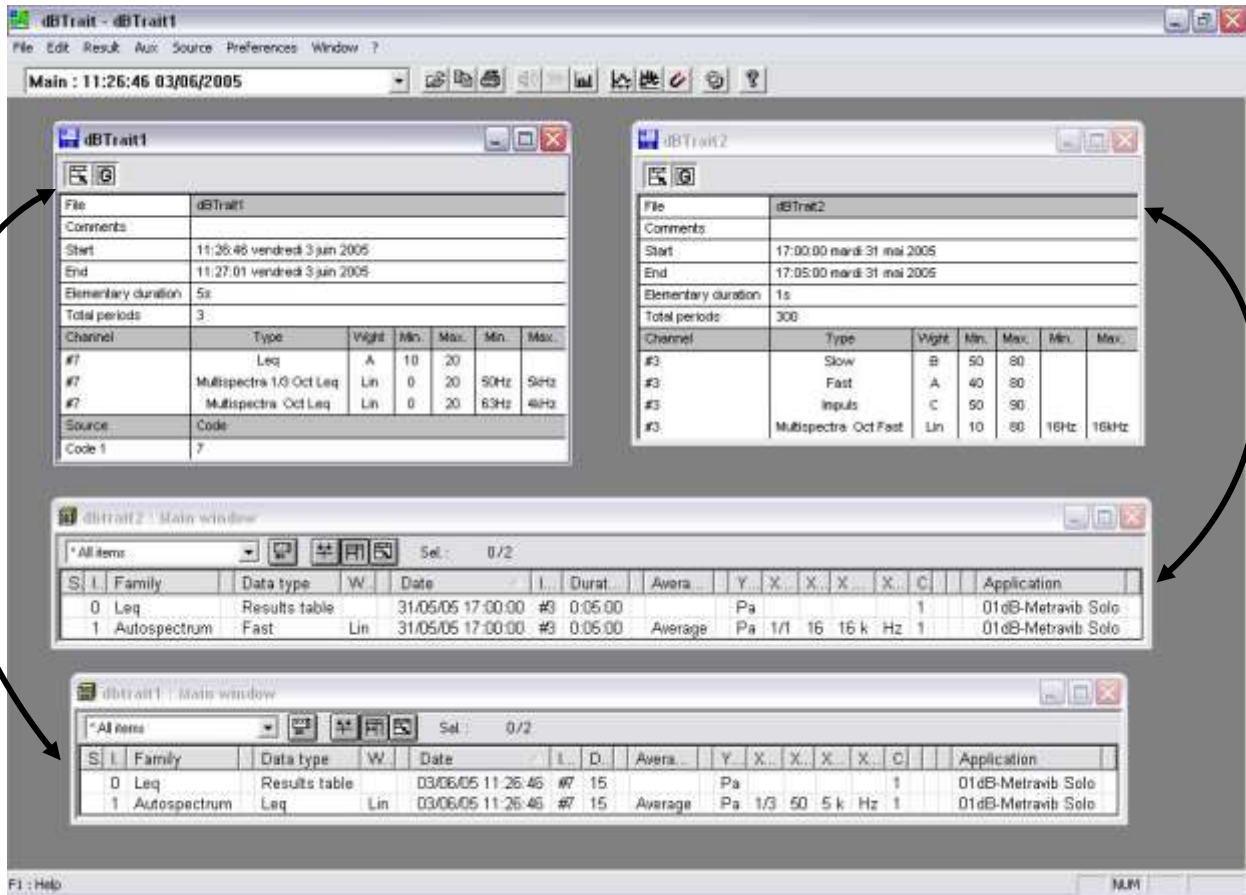 dBTrait - dBTrait1
File Edit Result Aux Source Preferences Window ?
Main : 11:26:46 03/06/2005
dBTrait1
File dBTrait1
Comments
Start 11:26:46 vendredi 3 juin 2005
End 11:27:01 vendredi 3 juin 2005
Elementary duration 5s
Total periods 3
Channel Type Wght Min. Max. Min. Max.
#7 Leq A 10 20
#7 Multispectra 1/3 Oct Leq Lin 0 20 50Hz 5kHz
#7 Multispectra Oct Leq Lin 0 20 63Hz 4kHz
Source Code
Code 1 7
dBTrait2
File dBTrait2
Comments
Start 17:00:00 mardi 31 mai 2005
End 17:05:00 mardi 31 mai 2005
Elementary duration 1s
Total periods 300
Channel Type Wght Min. Max. Min. Max.
#3 Slow B 50 80
#3 Fast A 40 80
#3 Impuls C 50 90
#3 Multispectra Oct Fast Lin 10 80 16Hz 16kHz
dbtrait2 : Main window
* All items Sel : 0/2
S I... Family Data type W... Date I... Durat... Avera... Y... X... X... X... X... C Application
0 Leq Results table 31/05/05 17:00:00 #3 0:05:00 Pa 1 01dB-Metravib Solo
1 Autospectrum Fast Lin 31/05/05 17:00:00 #3 0:05:00 Average Pa 1/1 16 16 k Hz 1 01dB-Metravib Solo
dbtrait1 : Main window
* All items Sel : 0/2
S I... Family Data type W... Date I... D... Avera... Y... X... X... X... X... C Application
0 Leq Results table 03/06/05 11:26:46 #7 15 Pa 1 01dB-Metravib Solo
1 Autospectrum Leq Lin 03/06/05 11:26:46 #7 15 Average Pa 1/3 50 5 k Hz 1 01dB-Metravib Solo
F1 : Help NUM